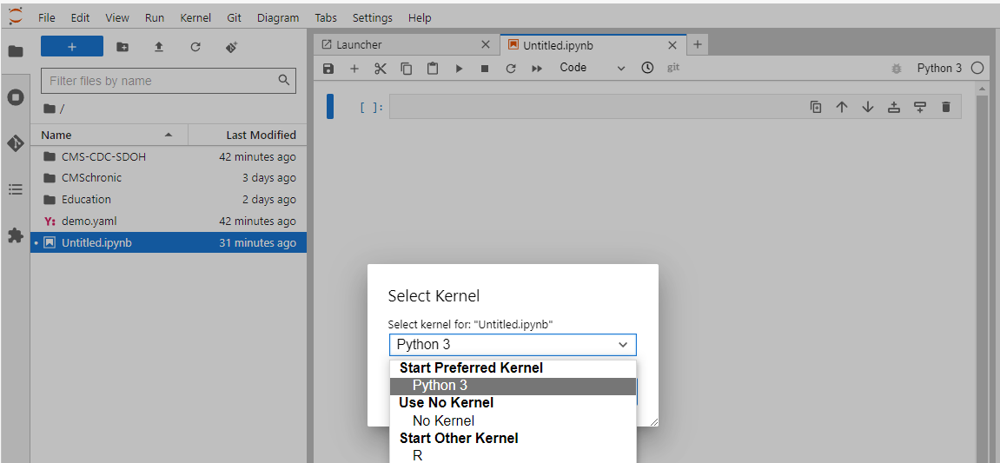 File Edit View Run Kernel Git Diagram Tabs Settings Help
+
Filter files by name
/
Name Last Modified
CMS-CDC-SDOH 42 minutes ago
CMSchronic 3 days ago
Education 2 days ago
Y: demo.yaml 42 minutes ago
Untitled.ipynb 31 minutes ago
Launcher Untitled.ipynb
Code git Python 3
[ ]:
Select Kernel
Select kernel for: "Untitled.ipynb"
Python 3
Start Preferred Kernel
Python 3
Use No Kernel
No Kernel
Start Other Kernel
R